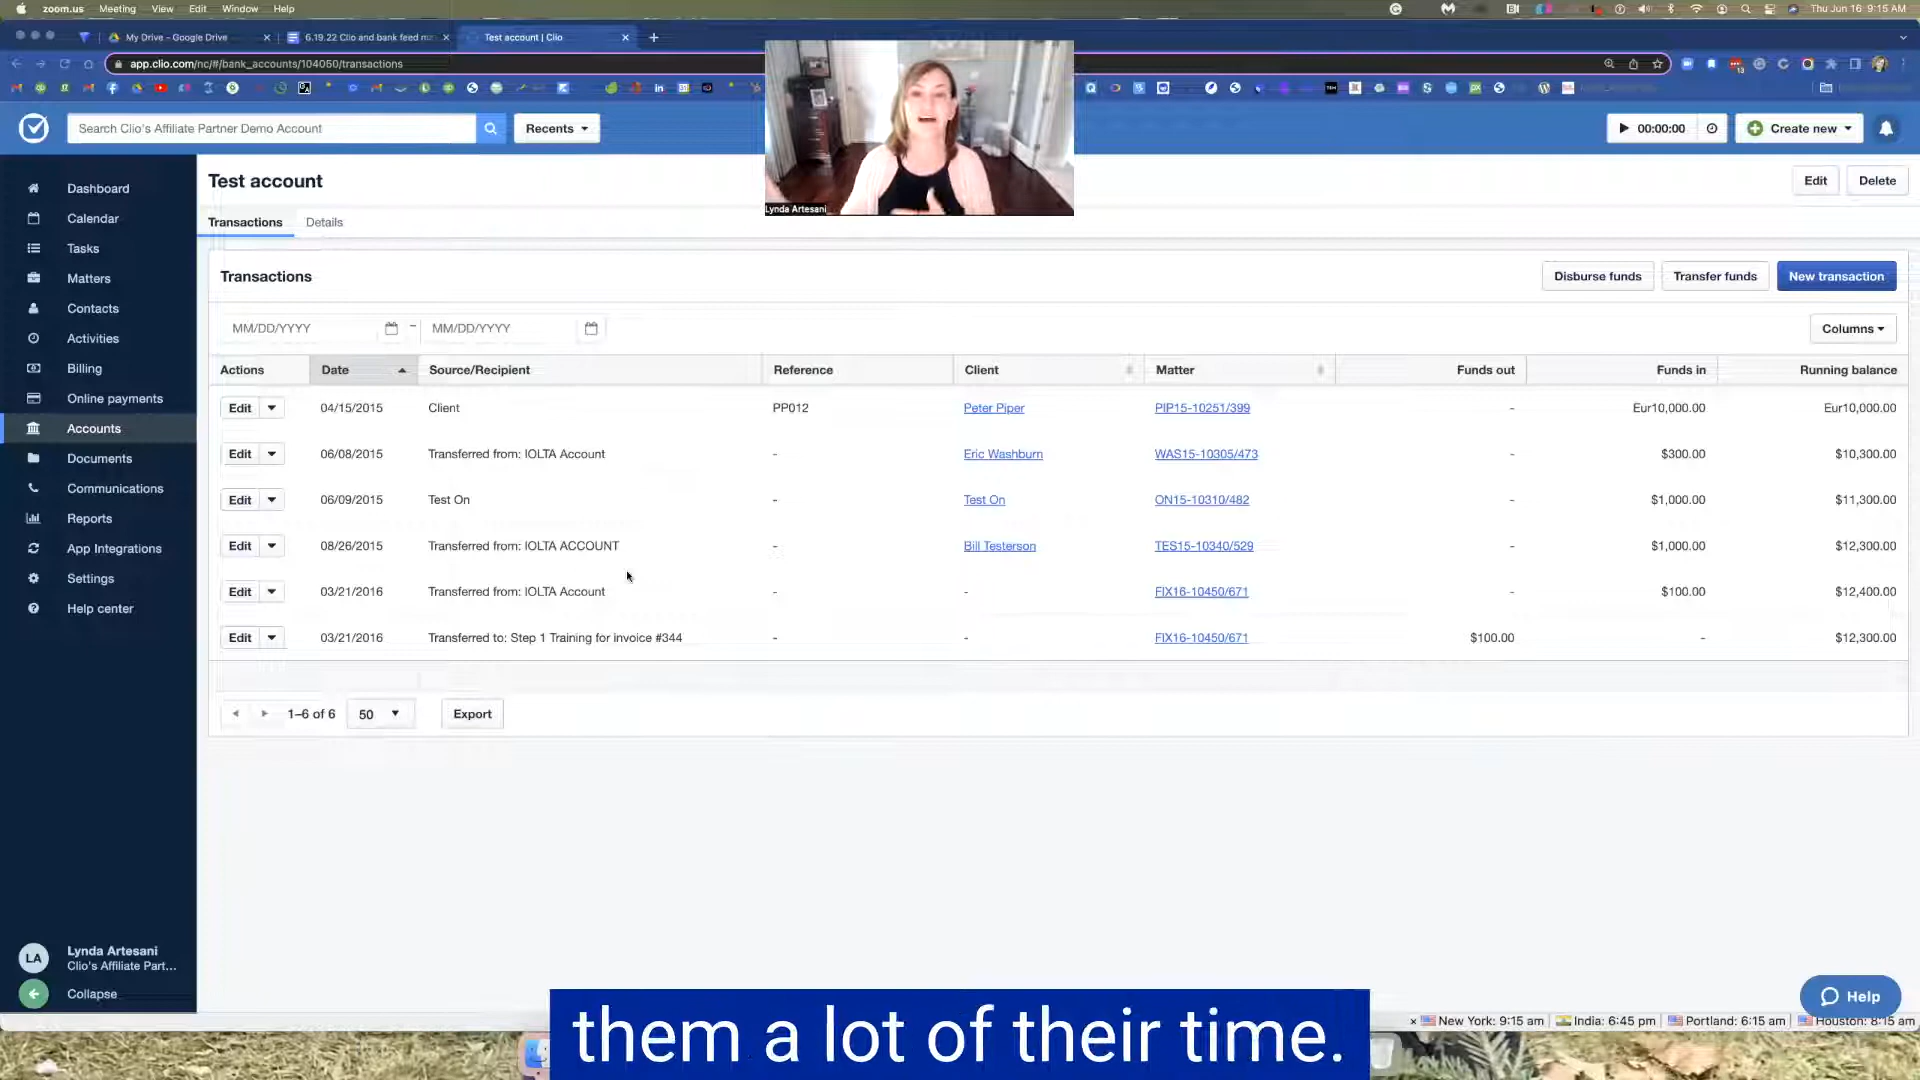 zoom.us Meeting View Edit Window Help
Thu Jun 16 9:15 AM
My Drive - Google Drive
6.19.22 Clio and bank feed ma
Test account | Clio
app.clio.com/nc/#/bank_accounts/104050/transactions
Search Clio's Affiliate Partner Demo Account
Recents
00:00:00
Create new
Lynda Artesani
Dashboard
Calendar
Tasks
Matters
Contacts
Activities
Billing
Online payments
Accounts
Documents
Communications
Reports
App Integrations
Settings
Help center
Test account
Edit Delete
Transactions Details
Transactions
Disburse funds Transfer funds New transaction
MM/DD/YYYY – MM/DD/YYYY
Columns
Actions Date Source/Recipient Reference Client Matter Funds out Funds in Running balance
Edit 04/15/2015 Client PP012 Peter Piper PIP15-10251/399 - Eur10,000.00 Eur10,000.00
Edit 06/08/2015 Transferred from: IOLTA Account - Eric Washburn WAS15-10305/473 - $300.00 $10,300.00
Edit 06/09/2015 Test On - Test On ON15-10310/482 - $1,000.00 $11,300.00
Edit 08/26/2015 Transferred from: IOLTA ACCOUNT - Bill Testerson TES15-10340/529 - $1,000.00 $12,300.00
Edit 03/21/2016 Transferred from: IOLTA Account - - FIX16-10450/671 - $100.00 $12,400.00
Edit 03/21/2016 Transferred to: Step 1 Training for invoice #344 - - FIX16-10450/671 $100.00 - $12,300.00
1–6 of 6 50 Export
LA Lynda Artesani
Clio's Affiliate Part...
Collapse
Help
New York: 9:15 am India: 6:45 pm Portland: 6:15 am Houston: 8:15 am
them a lot of their time.